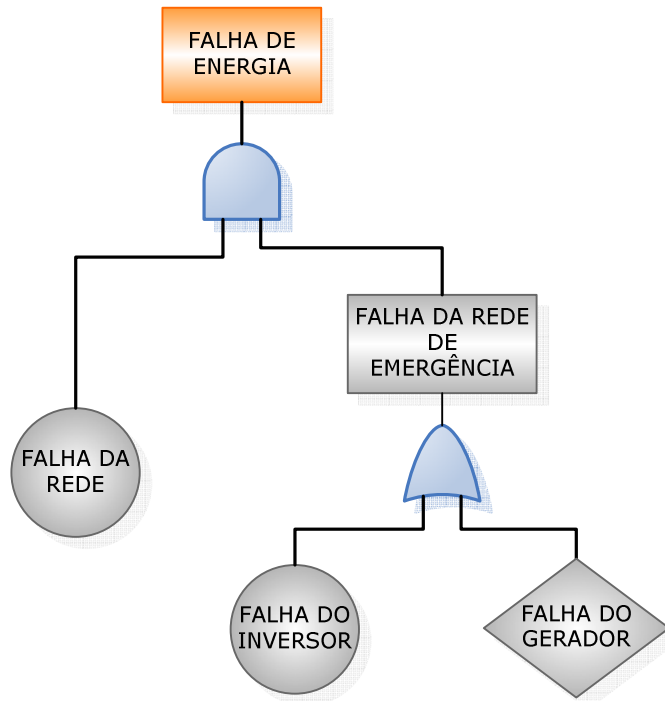 FALHA DE
ENERGIA
FALHA DA REDE
DE
EMERGÊNCIA
FALHA DA
REDE
FALHA DO
INVERSOR
FALHA DO
GERADOR